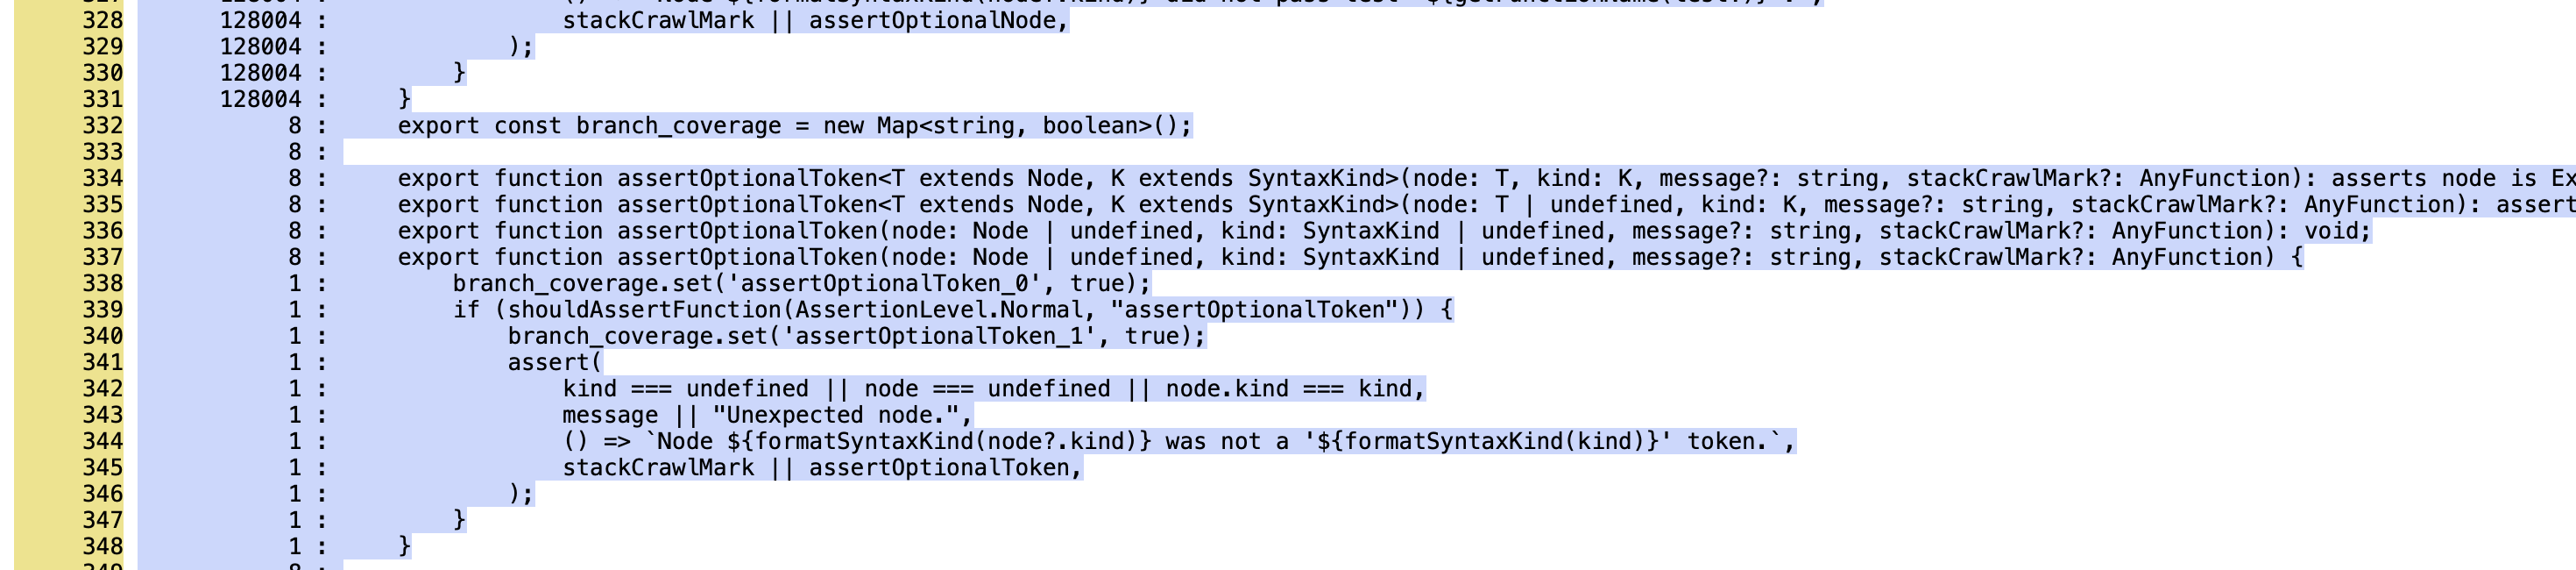 328 128004 : stackCrawlMark || assertOptionalNode,
329 128004 : );
330 128004 : }
331 128004 : }
332 8 : export const branch_coverage = new Map<string, boolean>();
333 8 :
334 8 : export function assertOptionalToken<T extends Node, K extends SyntaxKind>(node: T, kind: K, message?: string, stackCrawlMark?: AnyFunction): asserts node is Ex
335 8 : export function assertOptionalToken<T extends Node, K extends SyntaxKind>(node: T | undefined, kind: K, message?: string, stackCrawlMark?: AnyFunction): assert
336 8 : export function assertOptionalToken(node: Node | undefined, kind: SyntaxKind | undefined, message?: string, stackCrawlMark?: AnyFunction): void;
337 8 : export function assertOptionalToken(node: Node | undefined, kind: SyntaxKind | undefined, message?: string, stackCrawlMark?: AnyFunction) {
338 1 : branch_coverage.set('assertOptionalToken_0', true);
339 1 : if (shouldAssertFunction(AssertionLevel.Normal, "assertOptionalToken")) {
340 1 : branch_coverage.set('assertOptionalToken_1', true);
341 1 : assert(
342 1 : kind === undefined || node === undefined || node.kind === kind,
343 1 : message || "Unexpected node.",
344 1 : () => `Node ${formatSyntaxKind(node?.kind)} was not a '${formatSyntaxKind(kind)}' token.`,
345 1 : stackCrawlMark || assertOptionalToken,
346 1 : );
347 1 : }
348 1 : }